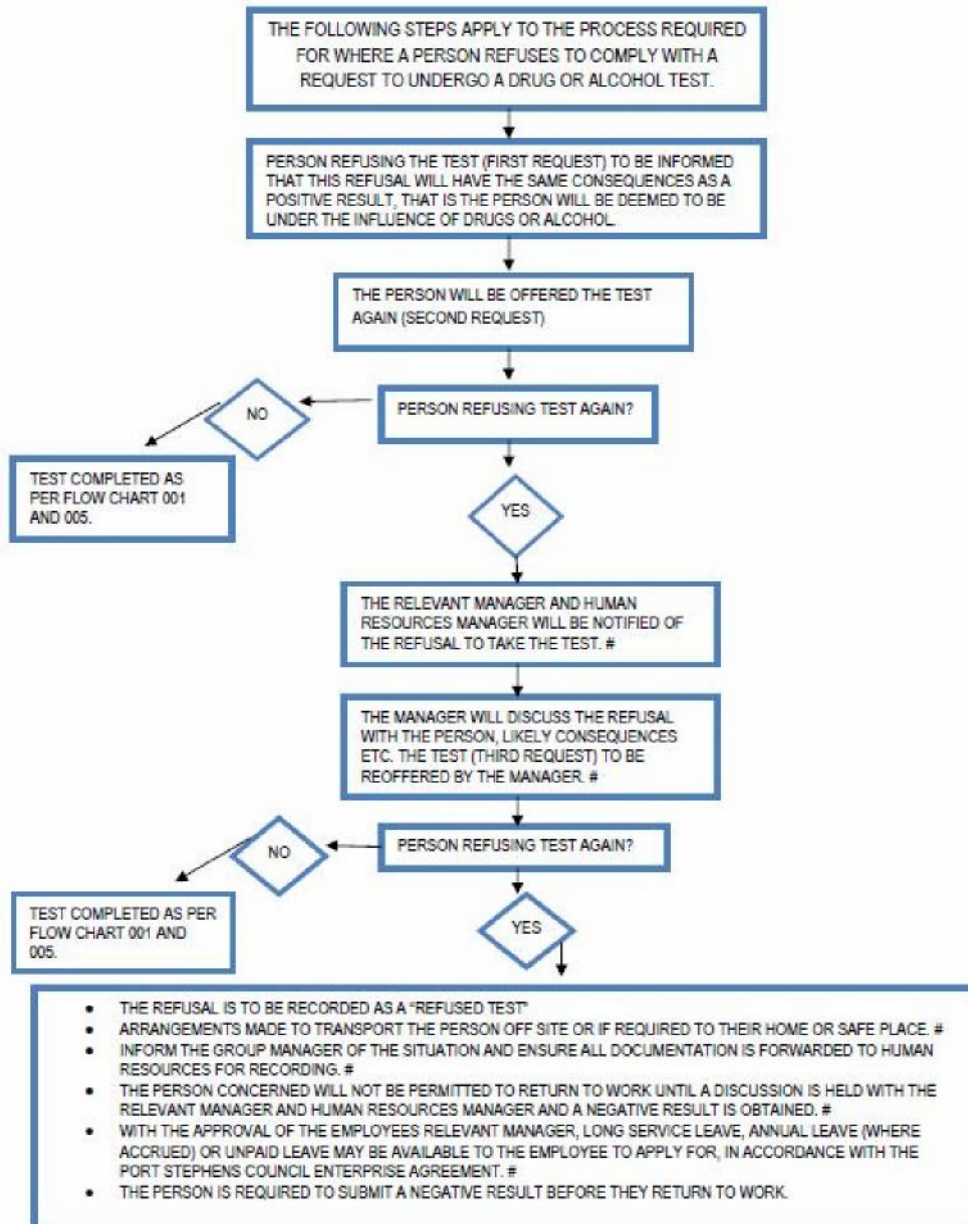 THE FOLLOWING STEPS APPLY TO THE PROCESS REQUIRED
FOR WHERE A PERSON REFUSES TO COMPLY WITH A
REQUEST TO UNDERGO A DRUG OR ALCOHOL TEST.
PERSON REFUSING THE TEST (FIRST REQUEST) TO BE INFORMED
THAT THIS REFUSAL WILL HAVE THE SAME CONSEQUENCES AS A
POSITIVE RESULT, THAT IS THE PERSON WILL BE DEEMED TO BE
UNDER THE INFLUENCE OF DRUGS OR ALCOHOL.
THE PERSON WILL BE OFFERED THE TEST
AGAIN (SECOND REQUEST)
PERSON REFUSING TEST AGAIN?
NO
TEST COMPLETED AS
PER FLOW CHART 001
AND 005.
YES
THE RELEVANT MANAGER AND HUMAN
RESOURCES MANAGER WILL BE NOTIFIED OF
THE REFUSAL TO TAKE THE TEST. #
THE MANAGER WILL DISCUSS THE REFUSAL
WITH THE PERSON, LIKELY CONSEQUENCES
ETC. THE TEST (THIRD REQUEST) TO BE
REOFFERED BY THE MANAGER. #
PERSON REFUSING TEST AGAIN?
NO
TEST COMPLETED AS PER
FLOW CHART 001 AND
005.
YES
• THE REFUSAL IS TO BE RECORDED AS A “REFUSED TEST”
• ARRANGEMENTS MADE TO TRANSPORT THE PERSON OFF SITE OR IF REQUIRED TO THEIR HOME OR SAFE PLACE. #
• INFORM THE GROUP MANAGER OF THE SITUATION AND ENSURE ALL DOCUMENTATION IS FORWARDED TO HUMAN
RESOURCES FOR RECORDING. #
• THE PERSON CONCERNED WILL NOT BE PERMITTED TO RETURN TO WORK UNTIL A DISCUSSION IS HELD WITH THE
RELEVANT MANAGER AND HUMAN RESOURCES MANAGER AND A NEGATIVE RESULT IS OBTAINED. #
• WITH THE APPROVAL OF THE EMPLOYEES RELEVANT MANAGER, LONG SERVICE LEAVE, ANNUAL LEAVE (WHERE
ACCRUED) OR UNPAID LEAVE MAY BE AVAILABLE TO THE EMPLOYEE TO APPLY FOR, IN ACCORDANCE WITH THE
PORT STEPHENS COUNCIL ENTERPRISE AGREEMENT. #
• THE PERSON IS REQUIRED TO SUBMIT A NEGATIVE RESULT BEFORE THEY RETURN TO WORK.